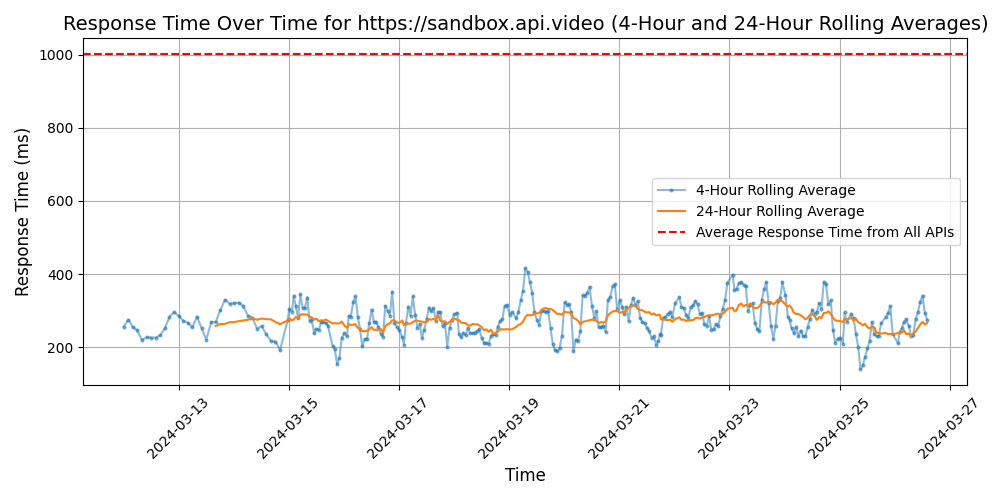 Response Time Over Time for https://sandbox.api.video (4-Hour and 24-Hour Rolling Averages)
Response Time (ms)
1000
800
600
400
200
4-Hour Rolling Average
24-Hour Rolling Average
Average Response Time from All APIs
2024-03-13
2024-03-15
2024-03-17
2024-03-19
2024-03-21
2024-03-23
2024-03-25
2024-03-27
Time